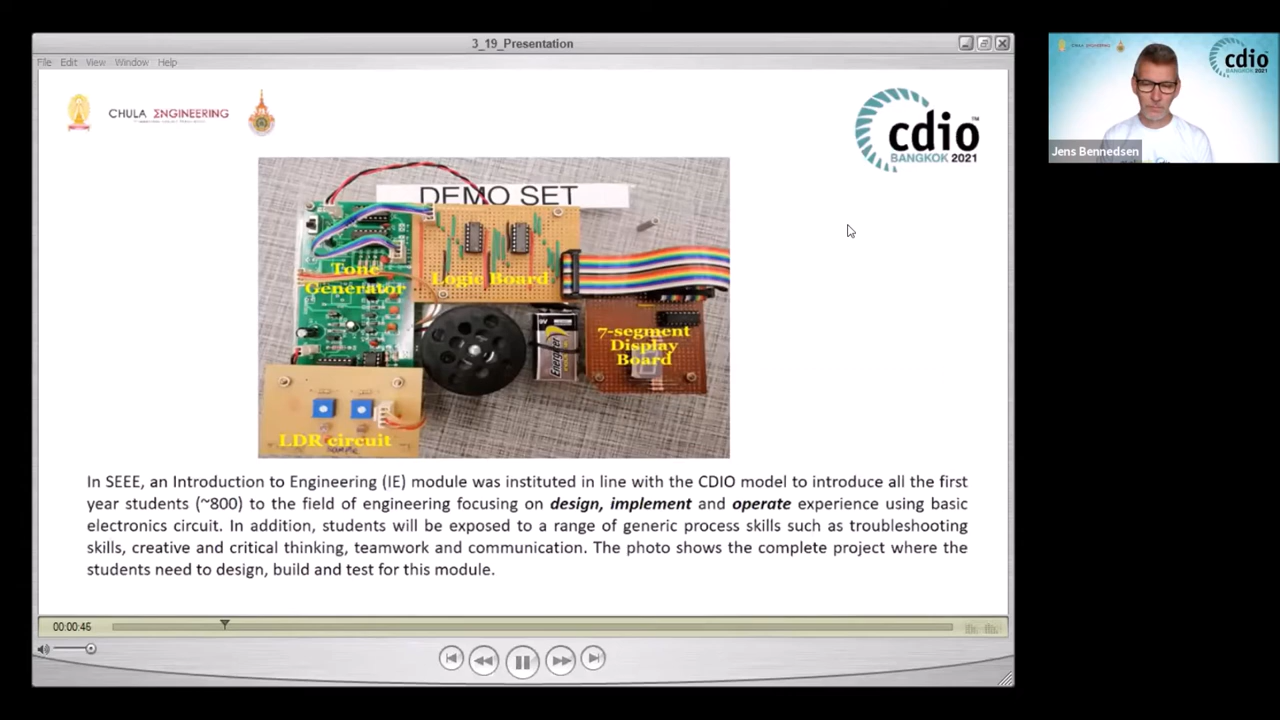 3_19_Presentation
File Edit View Window Help
CHULA ΣNGINEERING
cdio
BANGKOK 2021
TM
DEMO SET
Tone
Generator
Logic Board
7-segment
Display
Board
LDR circuit
In SEEE, an Introduction to Engineering (IE) module was instituted in line with the CDIO model to introduce all the first
year students (~800) to the field of engineering focusing on design, implement and operate experience using basic
electronics circuit. In addition, students will be exposed to a range of generic process skills such as troubleshooting
skills, creative and critical thinking, teamwork and communication. The photo shows the complete project where the
students need to design, build and test for this module.
00:00:46
cdio
BANGKOK 2021
Jens Bennedsen
Energizer
9V